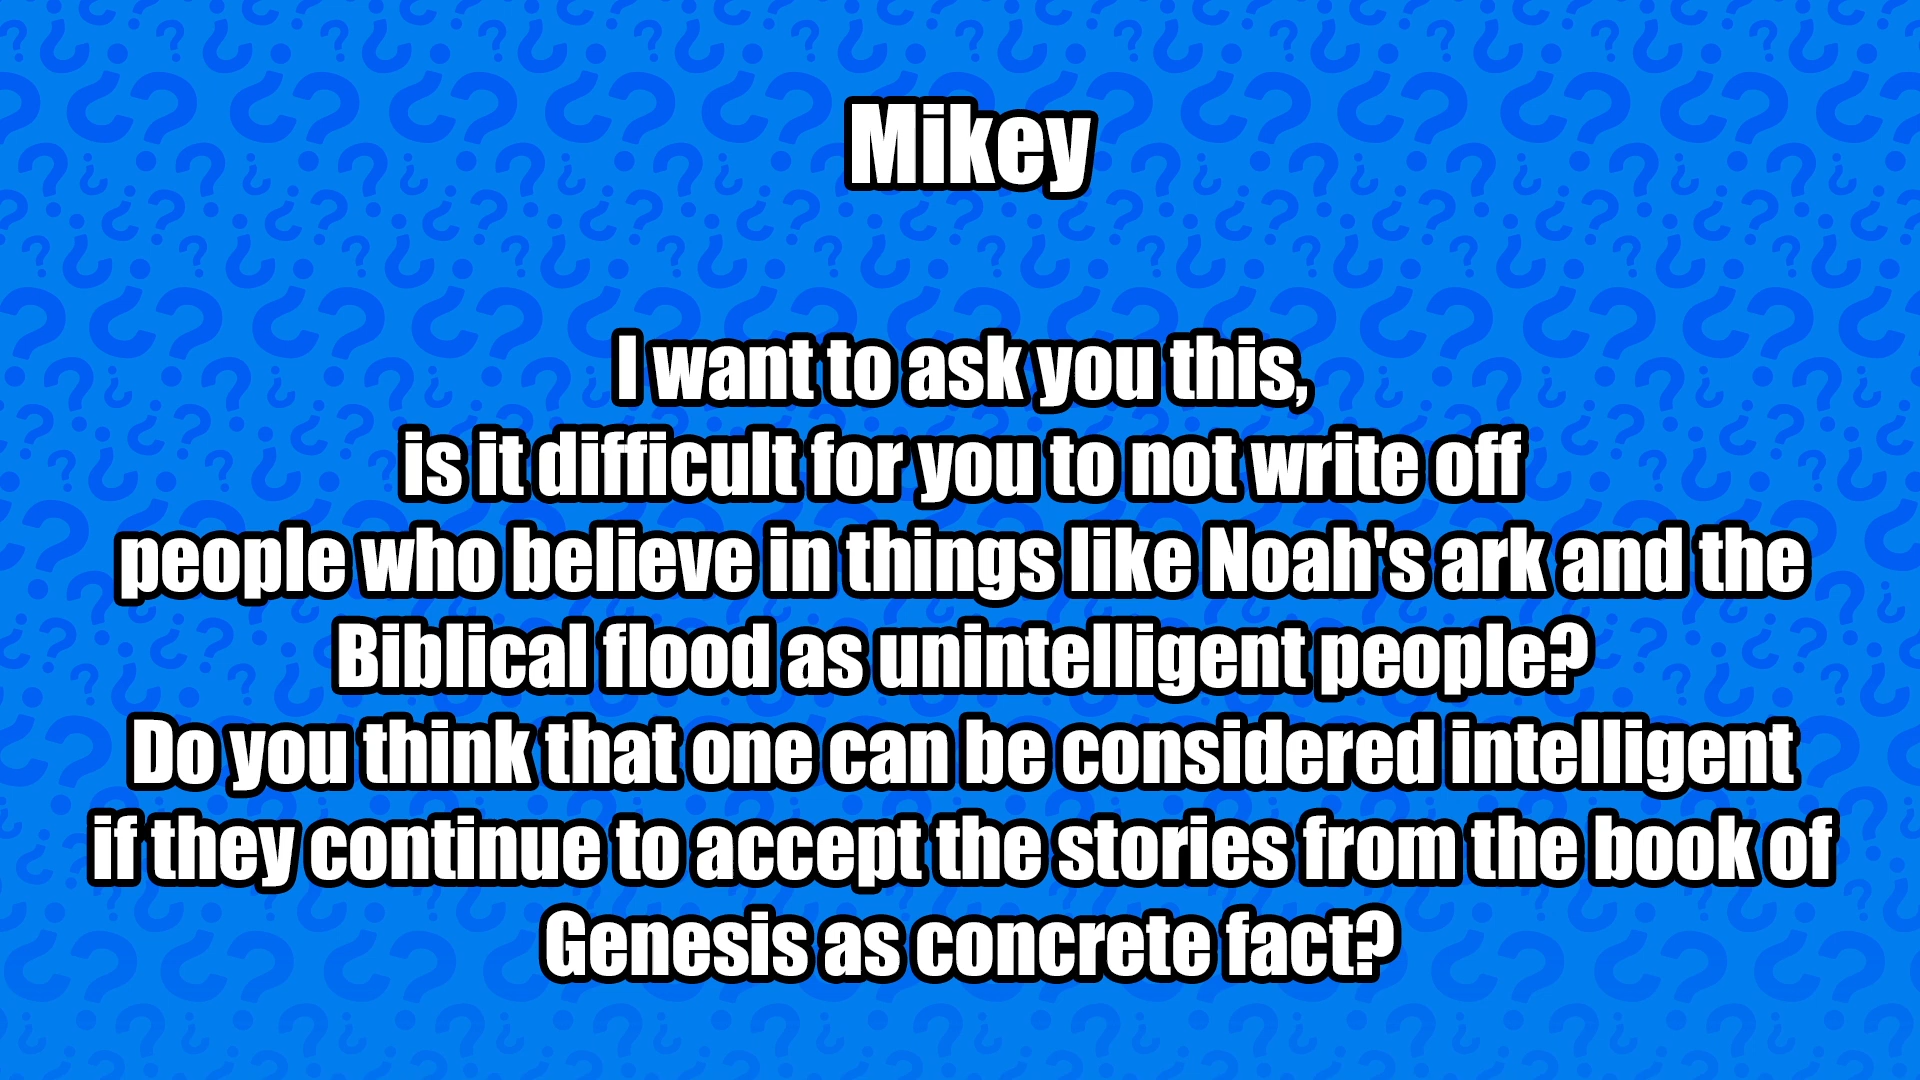 Mikey
I want to ask you this,
is it difficult for you to not write off
people who believe in things like Noah's ark and the
Biblical flood as unintelligent people?
Do you think that one can be considered intelligent
if they continue to accept the stories from the book of
Genesis as concrete fact?